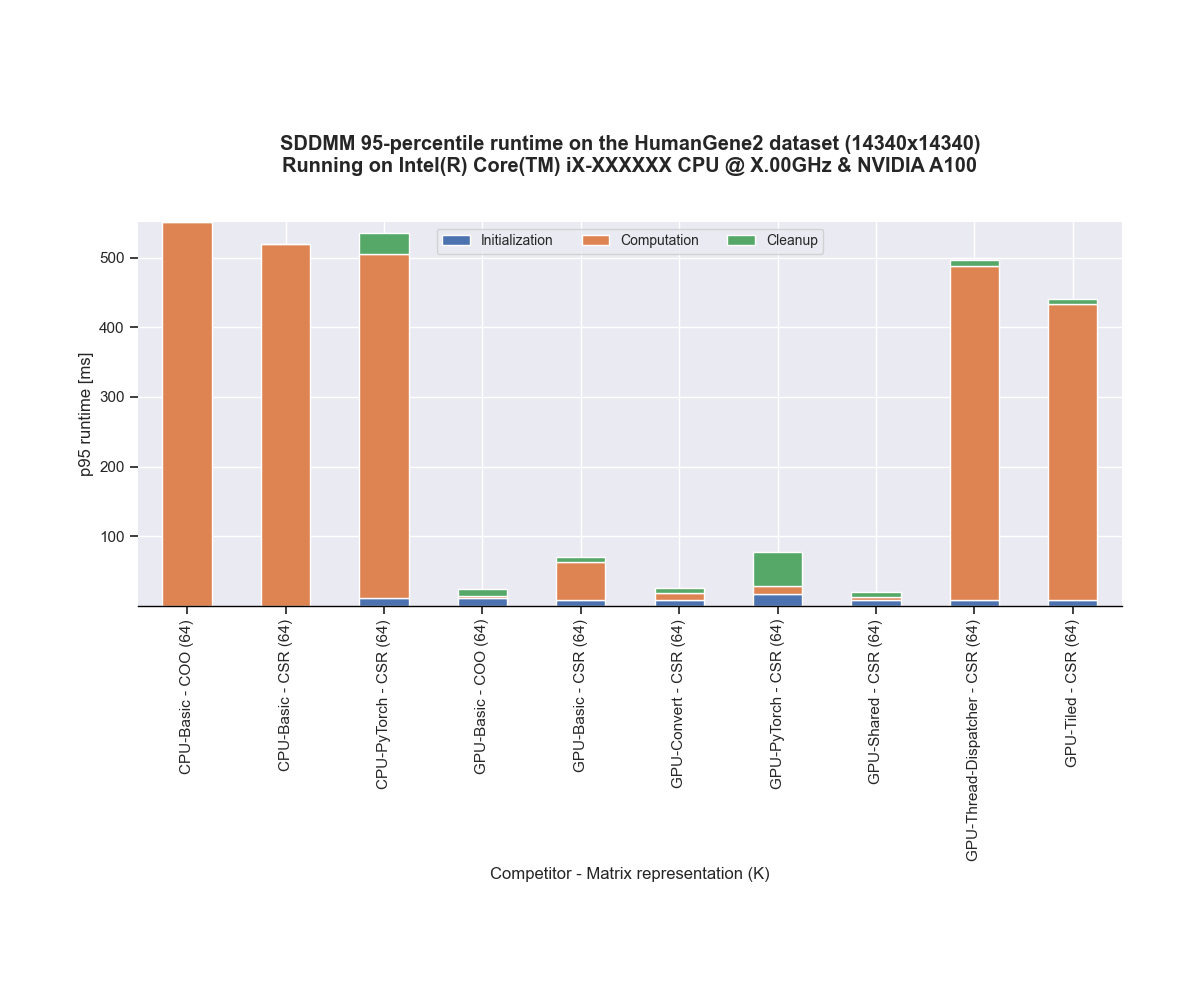 SDDMM 95-percentile runtime on the HumanGene2 dataset (14340x14340)
Running on Intel(R) Core(TM) iX-XXXXXX CPU @ X.00GHz & NVIDIA A100
Initialization
Computation
Cleanup
p95 runtime [ms]
500
400
300
200
100
CPU-Basic - COO (64)
CPU-Basic - CSR (64)
CPU-PyTorch - CSR (64)
GPU-Basic - COO (64)
GPU-Basic - CSR (64)
GPU-Convert - CSR (64)
GPU-PyTorch - CSR (64)
GPU-Shared - CSR (64)
GPU-Thread-Dispatcher - CSR (64)
GPU-Tiled - CSR (64)
Competitor - Matrix representation (K)